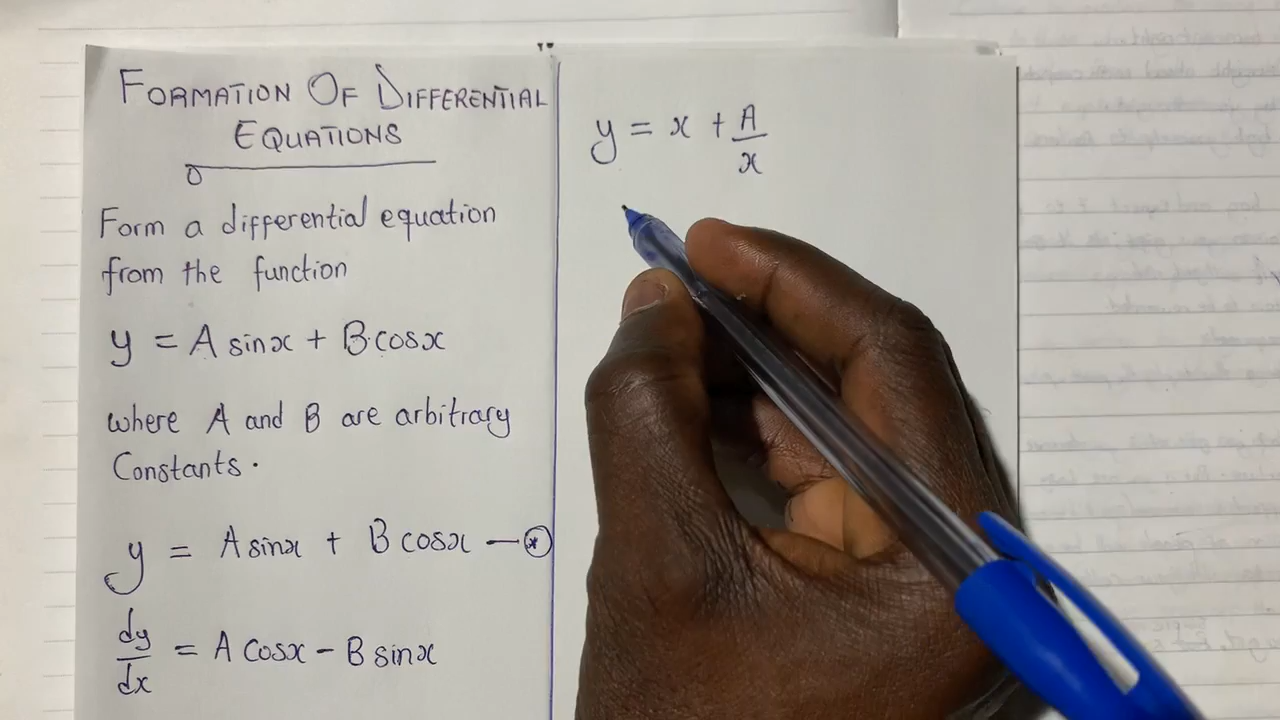 FORMATION OF DIFFERENTIAL
EQUATIONS
Form a differential equation
from the function
y = A sinx + B cosx
where A and B are arbitrary
Constants.
y = A sinx + B cosx — ⊛
dy/dx = A cosx - B sinx
y = x + A/x